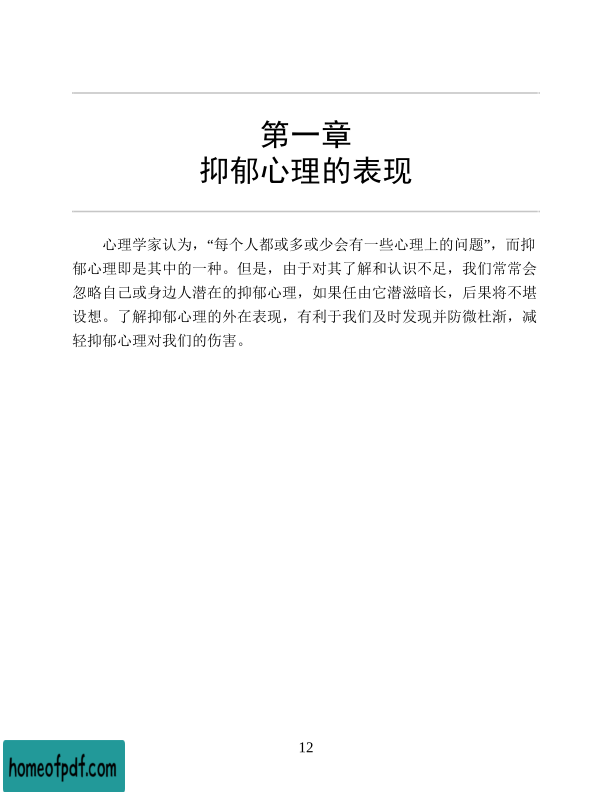 第一章
抑郁心理的表现
心理学家认为，“每个人都或多或少会有一些心理上的问题”，而抑
郁心理即是其中的一种。但是，由于对其了解和认识不足，我们常常会
忽略自己或身边人潜在的抑郁心理，如果任由它潜滋暗长，后果将不堪
设想。了解抑郁心理的外在表现，有利于我们及时发现并防微杜渐，减
轻抑郁心理对我们的伤害。
12
homeofpdf.com